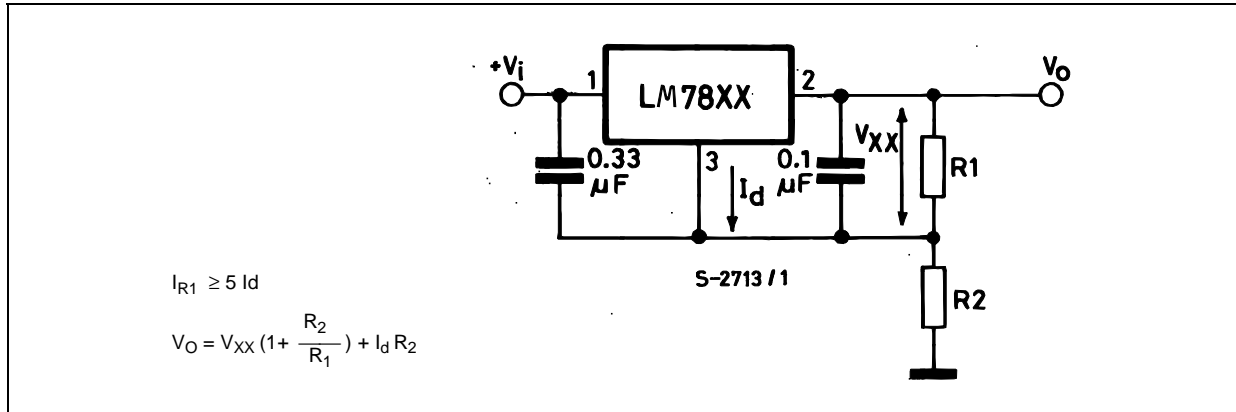 +Vi
1
LM78XX
2
VO
0.33
μF
3
Id
0.1
μF
VXX
R1
S-2713/1
R2
IR1 ≥ 5 Id
VO = VXX (1+ R2/R1) + Id R2